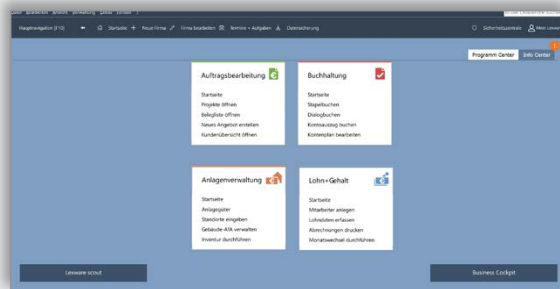 Hauptnavigation [F10] Startseite + Neue Firma Firma bearbeiten Termine + Aufgaben Datensicherung Sicherheitszentrale Mein Lexware
Programm Center Info Center
Auftragsbearbeitung
Startseite
Projekte öffnen
Belegliste öffnen
Neues Angebot erstellen
Kundenübersicht öffnen
Buchhaltung
Startseite
Stapelbuchen
Dialogbuchen
Kontoauszug buchen
Kontenplan bearbeiten
Anlagenverwaltung
Startseite
Anlagegüter
Standorte eingeben
Gebäude-AfA verwalten
Inventur durchführen
Lohn+Gehalt
Startseite
Mitarbeiter anlegen
Lohndaten erfassen
Abrechnungen drucken
Monatswechsel durchführen
Lexware scout
Business Cockpit